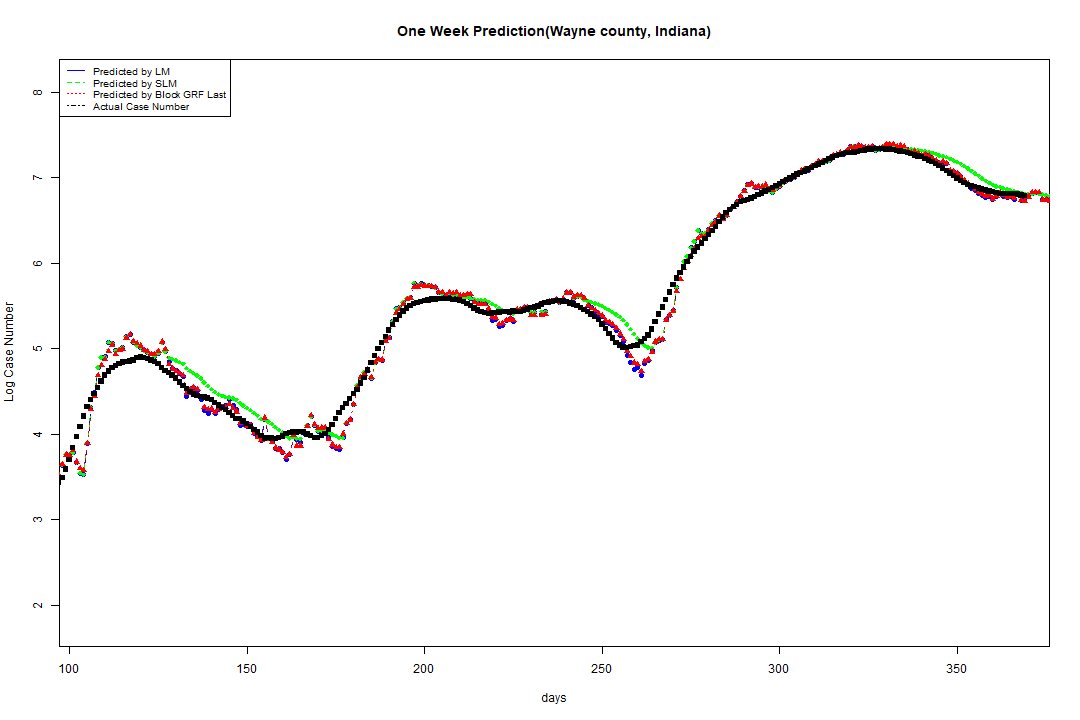 One Week Prediction(Wayne county, Indiana)
Predicted by LM
Predicted by SLM
Predicted by Block GRF Last
Actual Case Number
8
7
6
5
4
3
2
Log Case Number
100 150 200 250 300 350
days